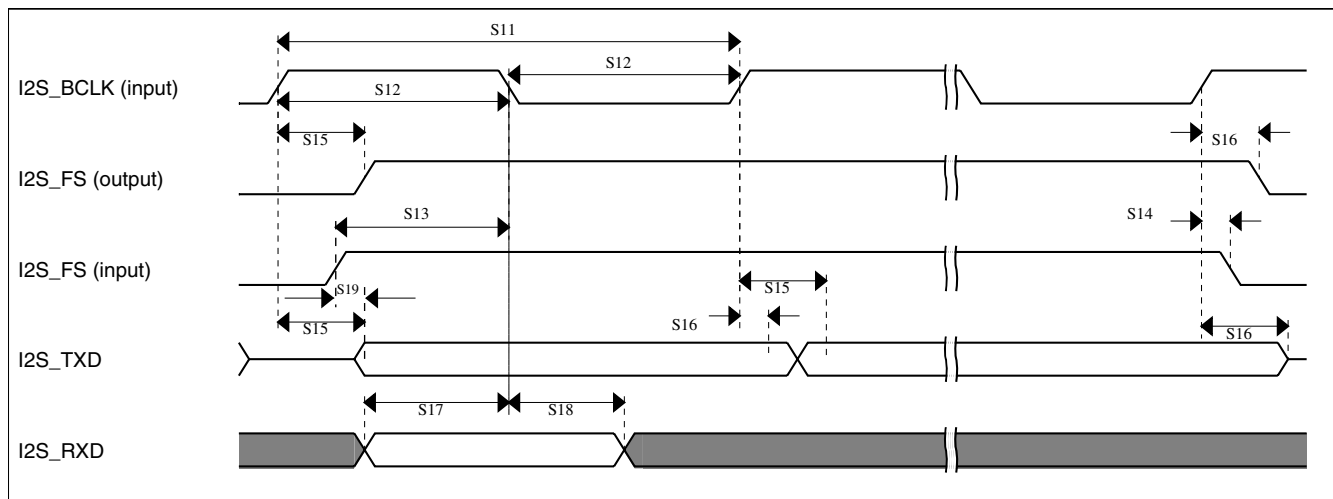 S11
I2S_BCLK (input)
S12
S12
S15
S16
I2S_FS (output)
S13
S14
I2S_FS (input)
S19
S15
S15
S16
S16
I2S_TXD
S17
S18
I2S_RXD